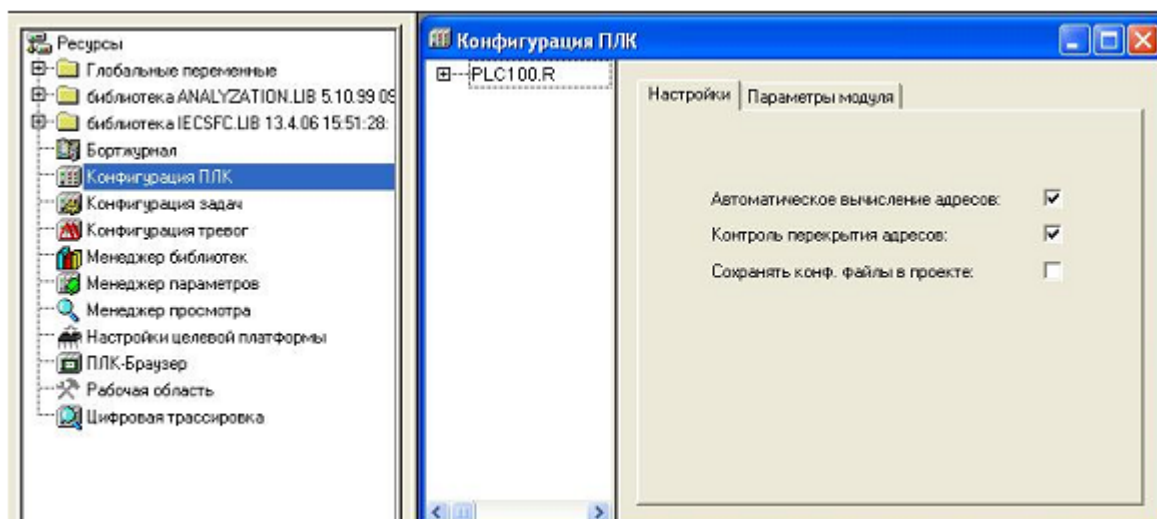 Ресурсы
Глобальные переменные
библиотека ANALYZATION.LIB 5.10.99 09
библиотека IECSFC.LIB 13.4.06 15:51:28:
Бортжурнал
Конфигурация ПЛК
Конфигурация задач
Конфигурация тревог
Менеджер библиотек
Менеджер параметров
Менеджер просмотра
Настройки целевой платформы
ПЛК-Браузер
Рабочая область
Цифровая трассировка
Конфигурация ПЛК
PLC100.R
Настройки Параметры модуля
Автоматическое вычисление адресов:
Контроль перекрытия адресов:
Сохранять конф. файлы в проекте: